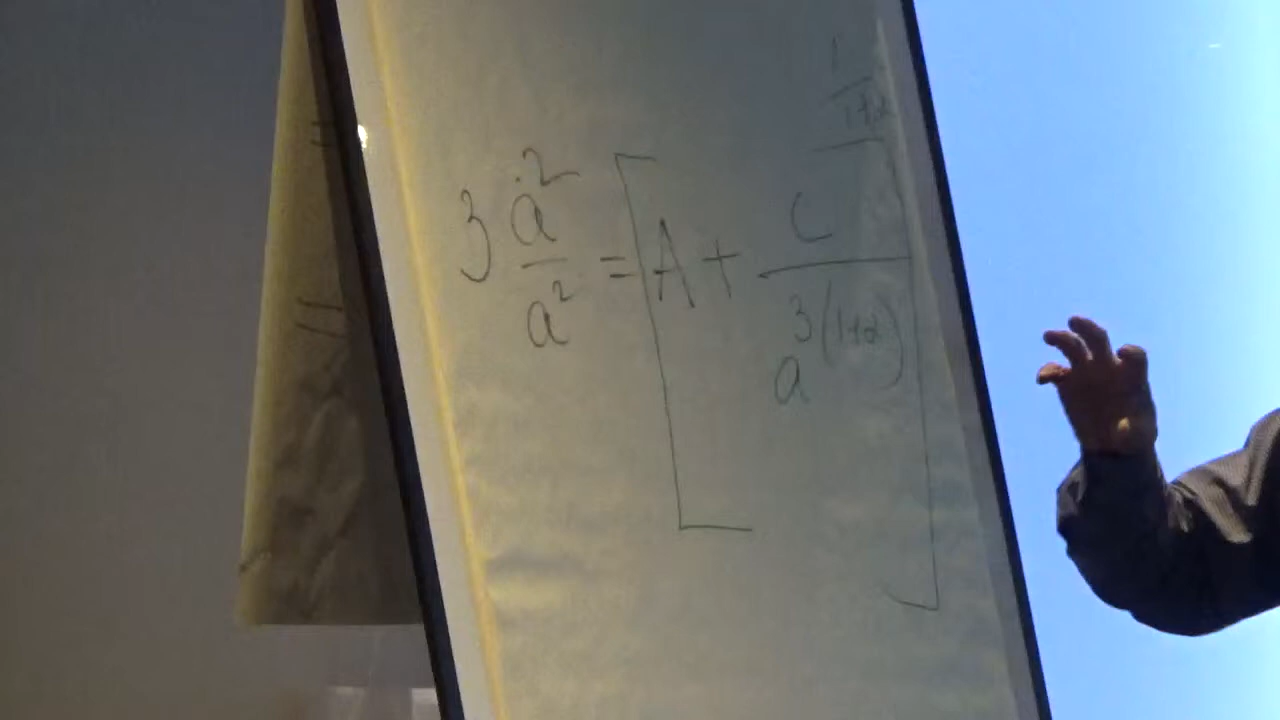 3 ȧ²/a² = [A + C/a^{3(1+α)}]^{1/(1+α)}